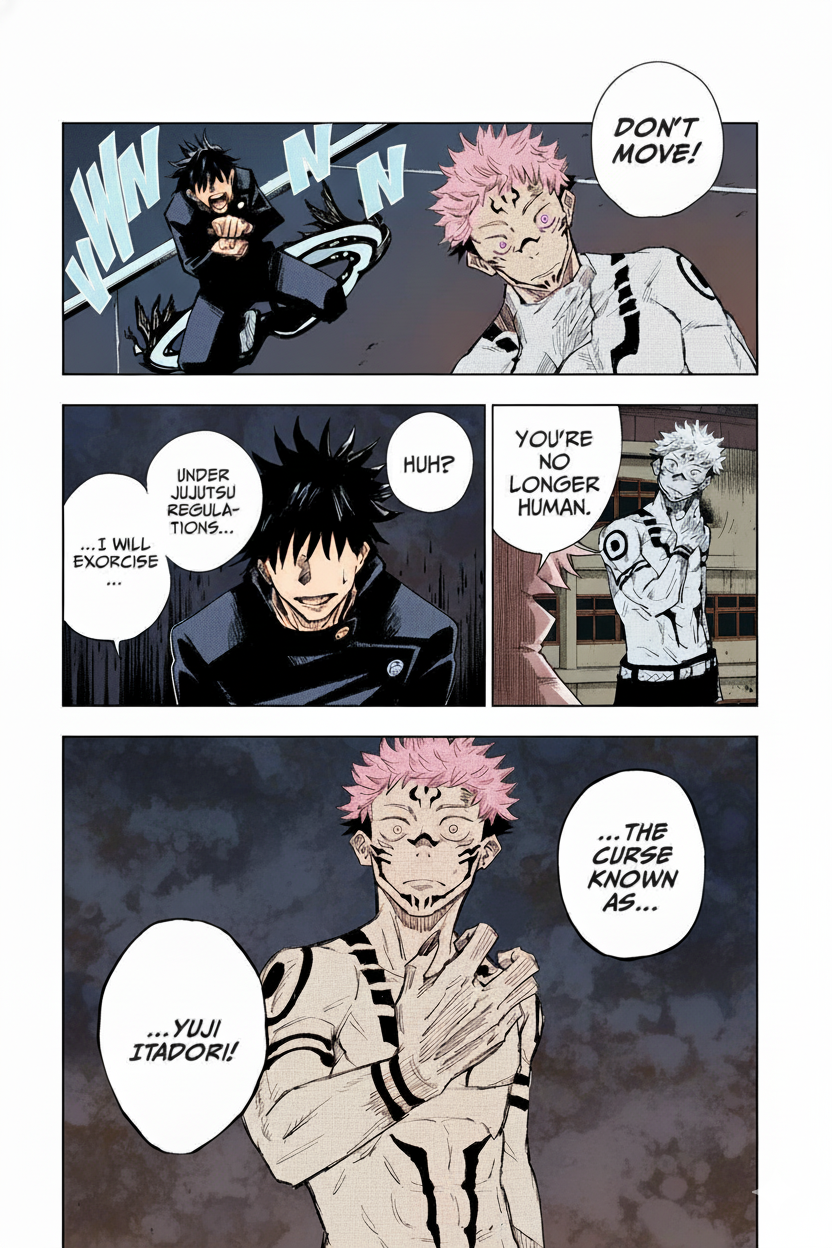 DON'T
MOVE!
VWN
N
N
YOU'RE
NO
LONGER
HUMAN.
HUH?
UNDER
JUJUTSU
REGULA-
TIONS...
...I WILL
EXORCISE
...
...THE
CURSE
KNOWN
AS...
...YUJI
ITADORI!